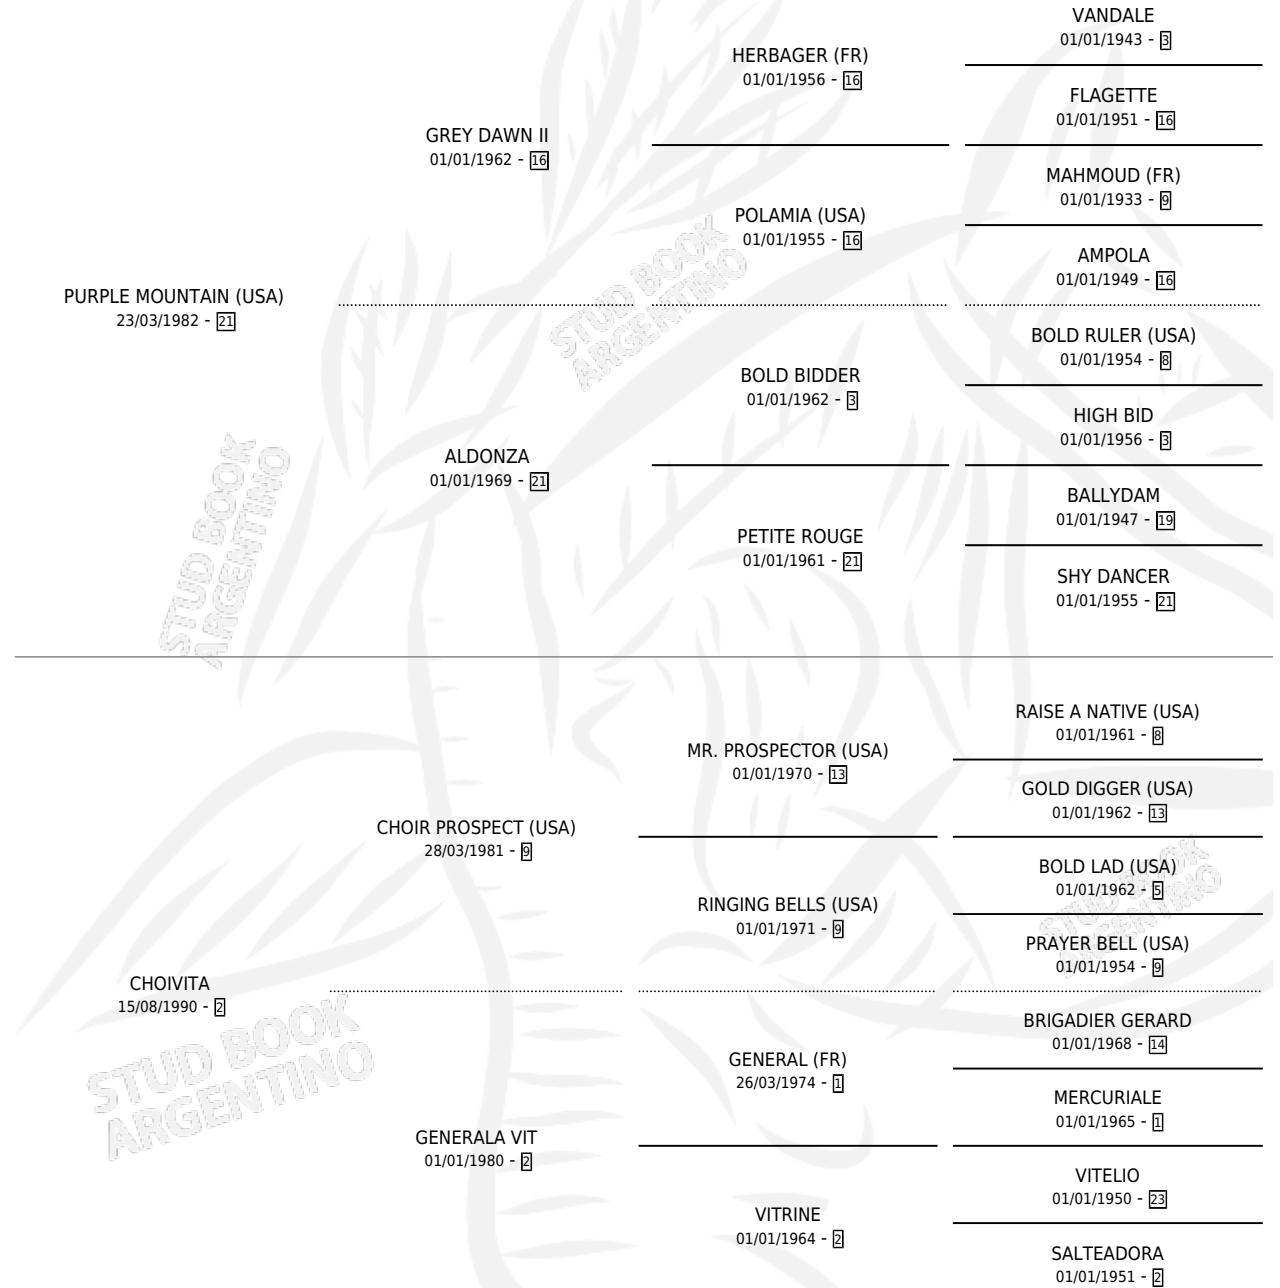 VANDALE
01/01/1943 - 3
HERBAGER (FR)
01/01/1956 - 16
FLAGETTE
01/01/1951 - 16
GREY DAWN II
01/01/1962 - 16
MAHMOUD (FR)
01/01/1933 - 9
POLAMIA (USA)
01/01/1955 - 16
AMPOLA
01/01/1949 - 16
PURPLE MOUNTAIN (USA)
23/03/1982 - 21
STUD BOOK
ARGENTINO
BOLD RULER (USA)
01/01/1954 - 8
BOLD BIDDER
01/01/1962 - 3
HIGH BID
01/01/1956 - 3
ALDONZA
01/01/1969 - 21
STUD BOOK
ARGENTINO
BALLYDAM
01/01/1947 - 19
PETITE ROUGE
01/01/1961 - 21
SHY DANCER
01/01/1955 - 21
RAISE A NATIVE (USA)
01/01/1961 - 8
MR. PROSPECTOR (USA)
01/01/1970 - 13
GOLD DIGGER (USA)
01/01/1962 - 13
CHOIR PROSPECT (USA)
28/03/1981 - 9
BOLD LAD (USA)
01/01/1962 - 5
STUD BOOK
ARGENTINO
RINGING BELLS (USA)
01/01/1971 - 9
PRAYER BELL (USA)
01/01/1954 - 9
CHOIVITA
15/08/1990 - 2
STUD BOOK
ARGENTINO
BRIGADIER GERARD
01/01/1968 - 14
GENERAL (FR)
26/03/1974 - 1
MERCURIALE
01/01/1965 - 1
GENERALA VIT
01/01/1980 - 2
VITELIO
01/01/1950 - 23
VITRINE
01/01/1964 - 2
SALTEADORA
01/01/1951 - 2